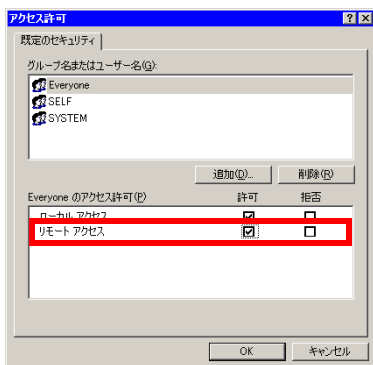 アクセス許可
既定のセキュリティ
グループ名またはユーザー名(G):
Everyone
SELF
SYSTEM
追加(D)... 削除(R)
Everyone のアクセス許可(P) 許可 拒否
ローカル アクセス
リモート アクセス
OK キャンセル